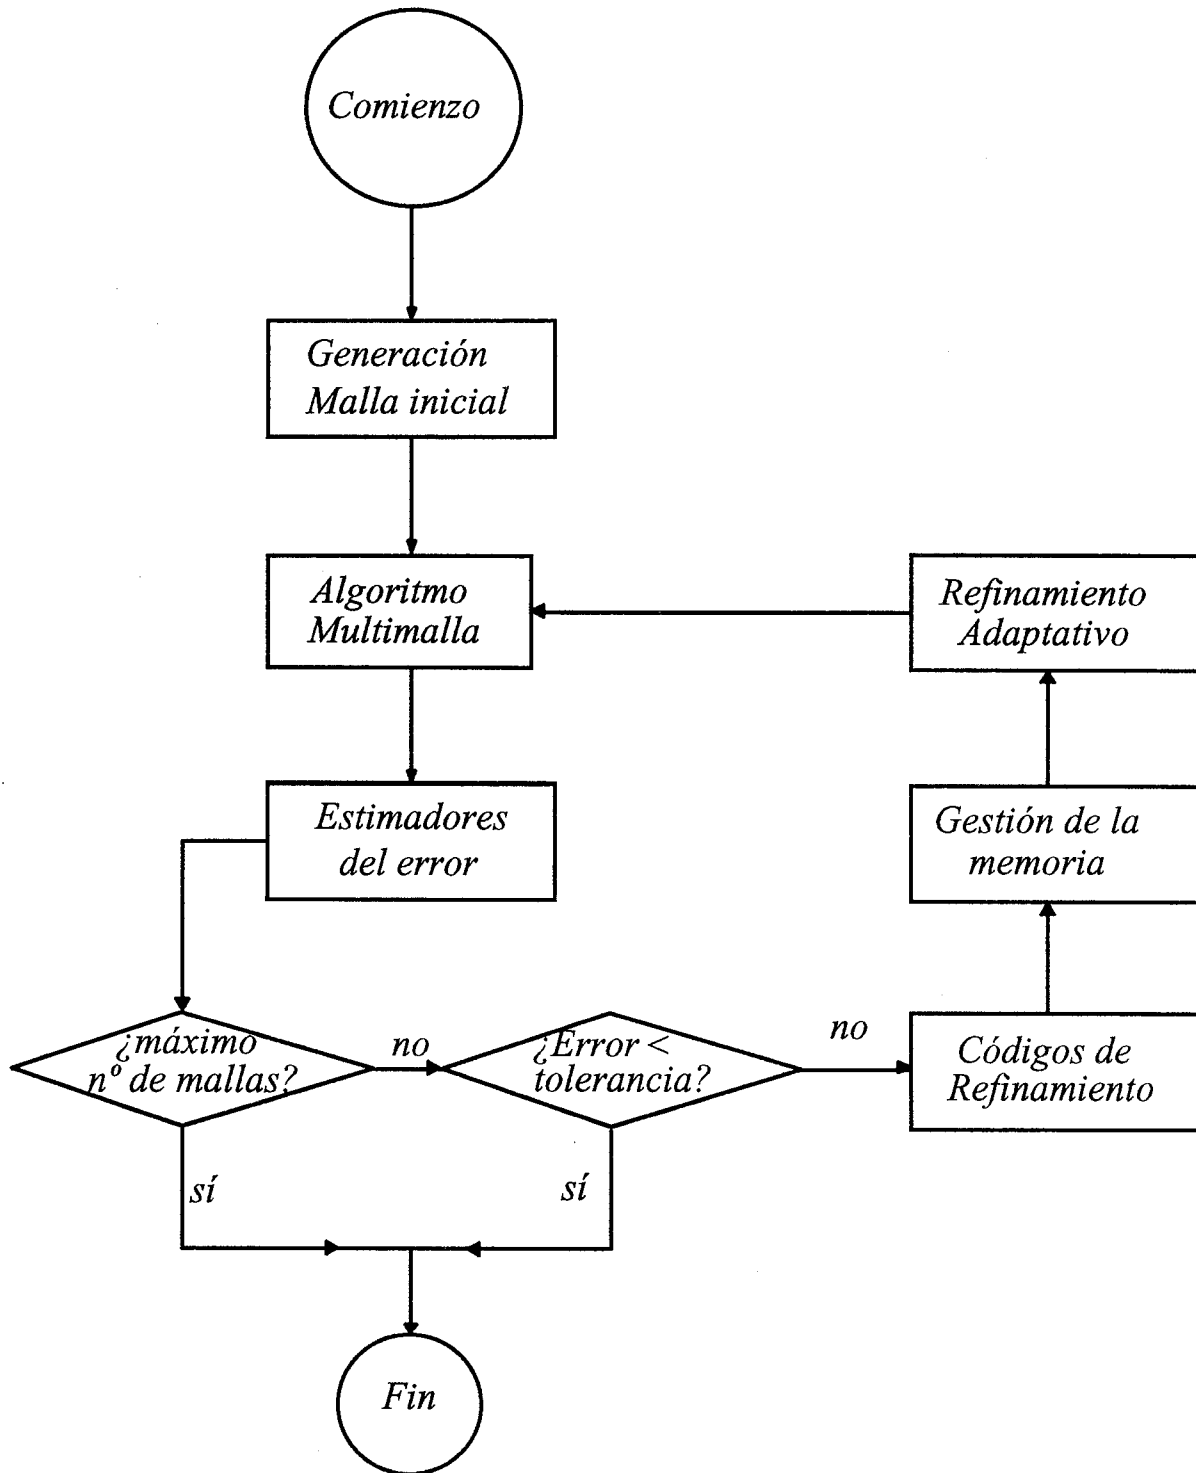 Comienzo
Generación
Malla inicial
Algoritmo
Multimalla
Refinamiento
Adaptativo
Estimadores
del error
Gestión de la
memoria
¿máximo
nº de mallas?
no
¿Error <
tolerancia?
no
Códigos de
Refinamiento
sí
sí
Fin